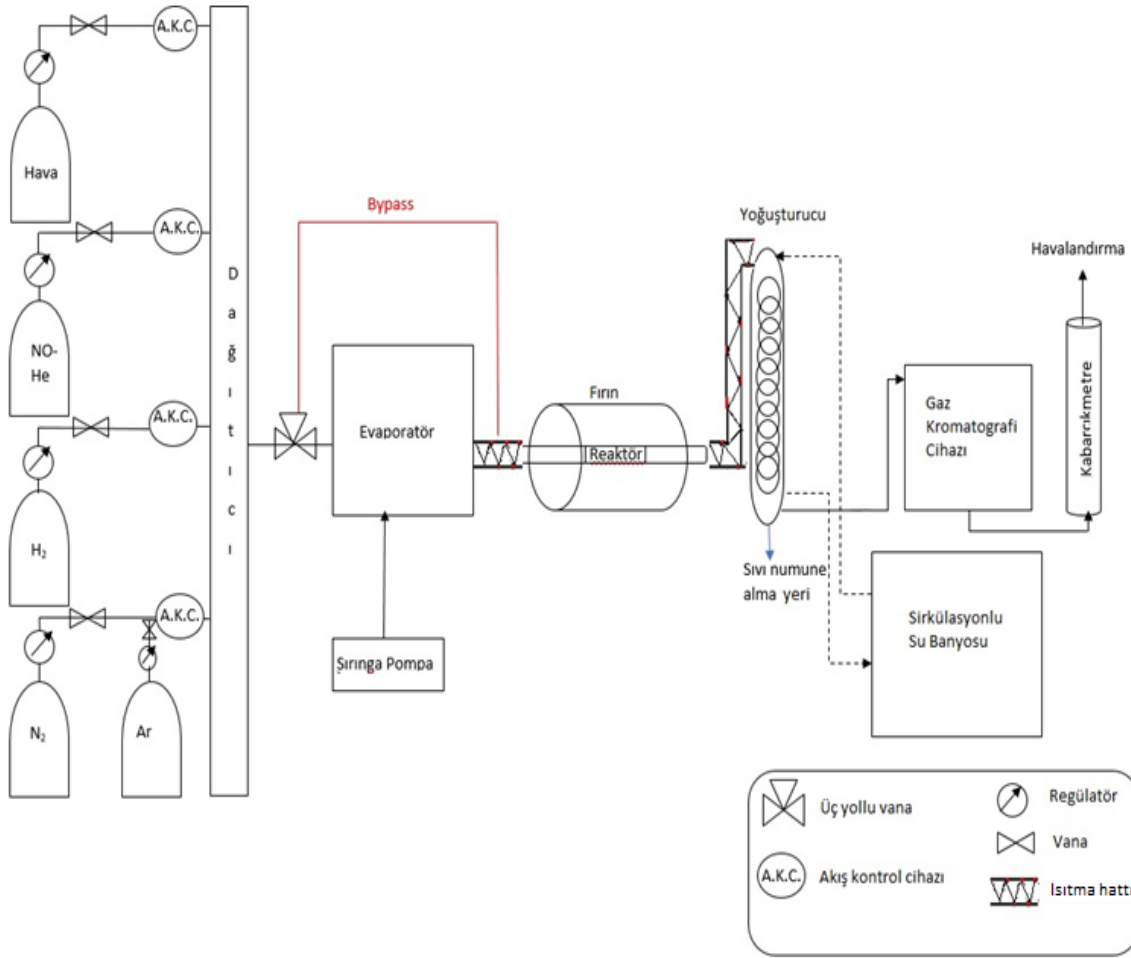 A.K.C.
Hava
A.K.C.
NO-
He
A.K.C.
H₂
A.K.C.
N₂
Ar
D
a
ğ
ı
t
ı
c
ı
Bypass
Evaporatör
Şırınga Pompa
Fırın
Reaktör
Yoğuşturucu
Sıvı numune
alma yeri
Gaz
Kromatografi
Cihazı
Havalandırma
Kabarrıkmetre
Sirkülasyonlu
Su Banyosu
Üç yollu vana
Regülatör
Vana
A.K.C.
Akış kontrol cihazı
Isıtma hattı